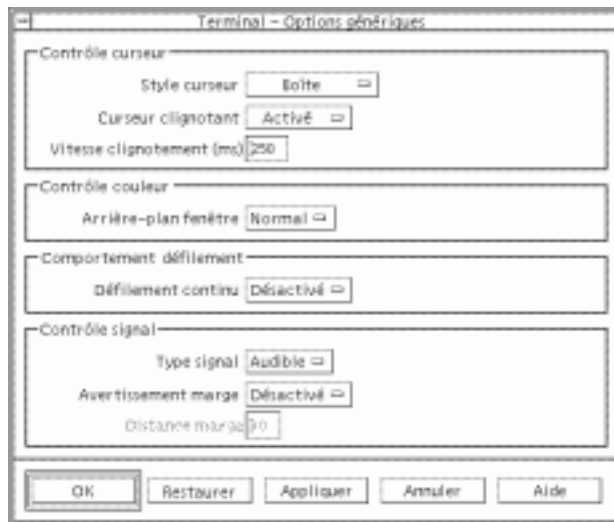 Terminal – Options génériques
Contrôle curseur
Style curseur Boîte
Curseur clignotant Activé
Vitesse clignotement (ms) 250
Contrôle couleur
Arrière-plan fenêtre Normal
Comportement défilement
Défilement continu Désactivé
Contrôle signal
Type signal Audible
Avertissement marge Désactivé
Distance marge
OK Restaurer Appliquer Annuler Aide